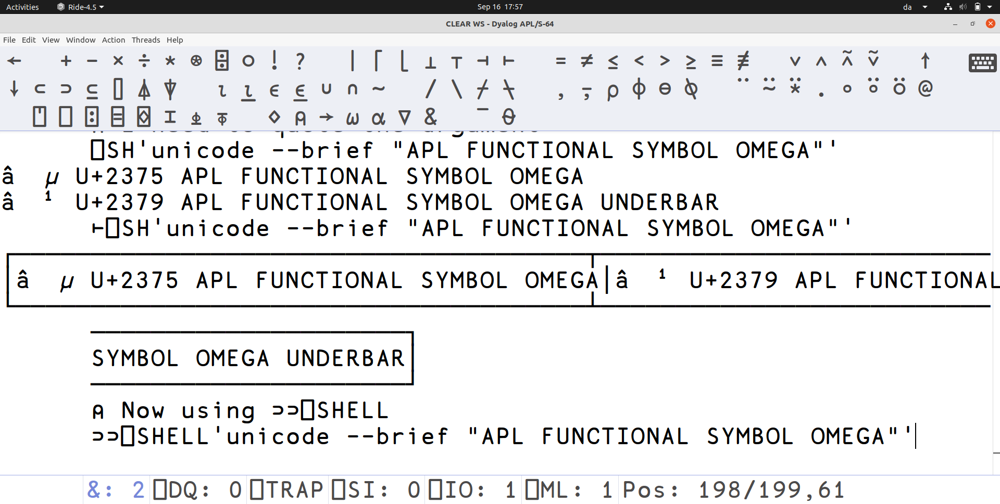 Activities Ride-4.5 Sep 16 17:57 da
CLEAR WS - Dyalog APL/S-64
File Edit View Window Action Threads Help
← + − × ÷ * ⍟ ⌹ ○ ! ? | ⌈ ⌊ ⊥ ⊤ ⊣ ⊢ = ≠ ≤ < > ≥ ≡ ≢ ∨ ∧ ⍲ ⍱ ↑
↓ ⊂ ⊃ ⊆ ⌷ ⍋ ⍒ ⍳ ⍸ ∊ ⍷ ∪ ∩ ~ / \ ⌿ ⍀ , ⍪ ⍴ ⌽ ⊖ ⍉ ¨ ⍨ ⍣ . ∘ ⍤ ⍥ @
⍞ ⎕ ⍠ ⌸ ⌺ ⌶ ⍎ ⍕ ⋄ ⍝ → ⍵ ⍺ ∇ & ¯ ⍬
⎕SH'unicode --brief "APL FUNCTIONAL SYMBOL OMEGA"'
â µ U+2375 APL FUNCTIONAL SYMBOL OMEGA
â ¹ U+2379 APL FUNCTIONAL SYMBOL OMEGA UNDERBAR
⊢⎕SH'unicode --brief "APL FUNCTIONAL SYMBOL OMEGA"'
â µ U+2375 APL FUNCTIONAL SYMBOL OMEGA│â ¹ U+2379 APL FUNCTIONAL
SYMBOL OMEGA UNDERBAR│
⍝ Now using ⊃⊃⎕SHELL
⊃⊃⎕SHELL'unicode --brief "APL FUNCTIONAL SYMBOL OMEGA"'
&: 2 ⎕DQ: 0 ⎕TRAP ⎕SI: 0 ⎕IO: 1 ⎕ML: 1 Pos: 198/199,61